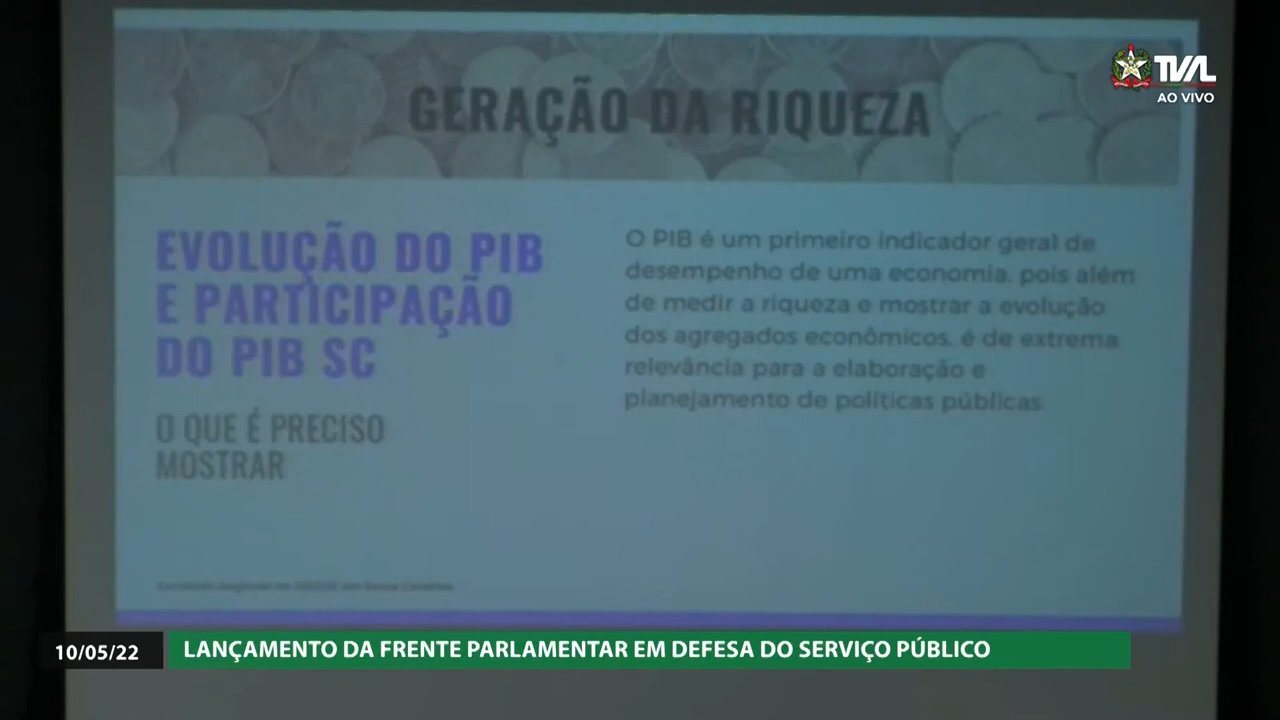 GERAÇÃO DA RIQUEZA
TVAL
AO VIVO
EVOLUÇÃO DO PIB
E PARTICIPAÇÃO
DO PIB SC
O QUE É PRECISO
MOSTRAR
O PIB é um primeiro indicador geral de
desempenho de uma economia, pois além
de medir a riqueza e mostrar a evolução
dos agregados econômicos, é de extrema
relevância para a elaboração e
planejamento de políticas públicas
10/05/22
LANÇAMENTO DA FRENTE PARLAMENTAR EM DEFESA DO SERVIÇO PÚBLICO